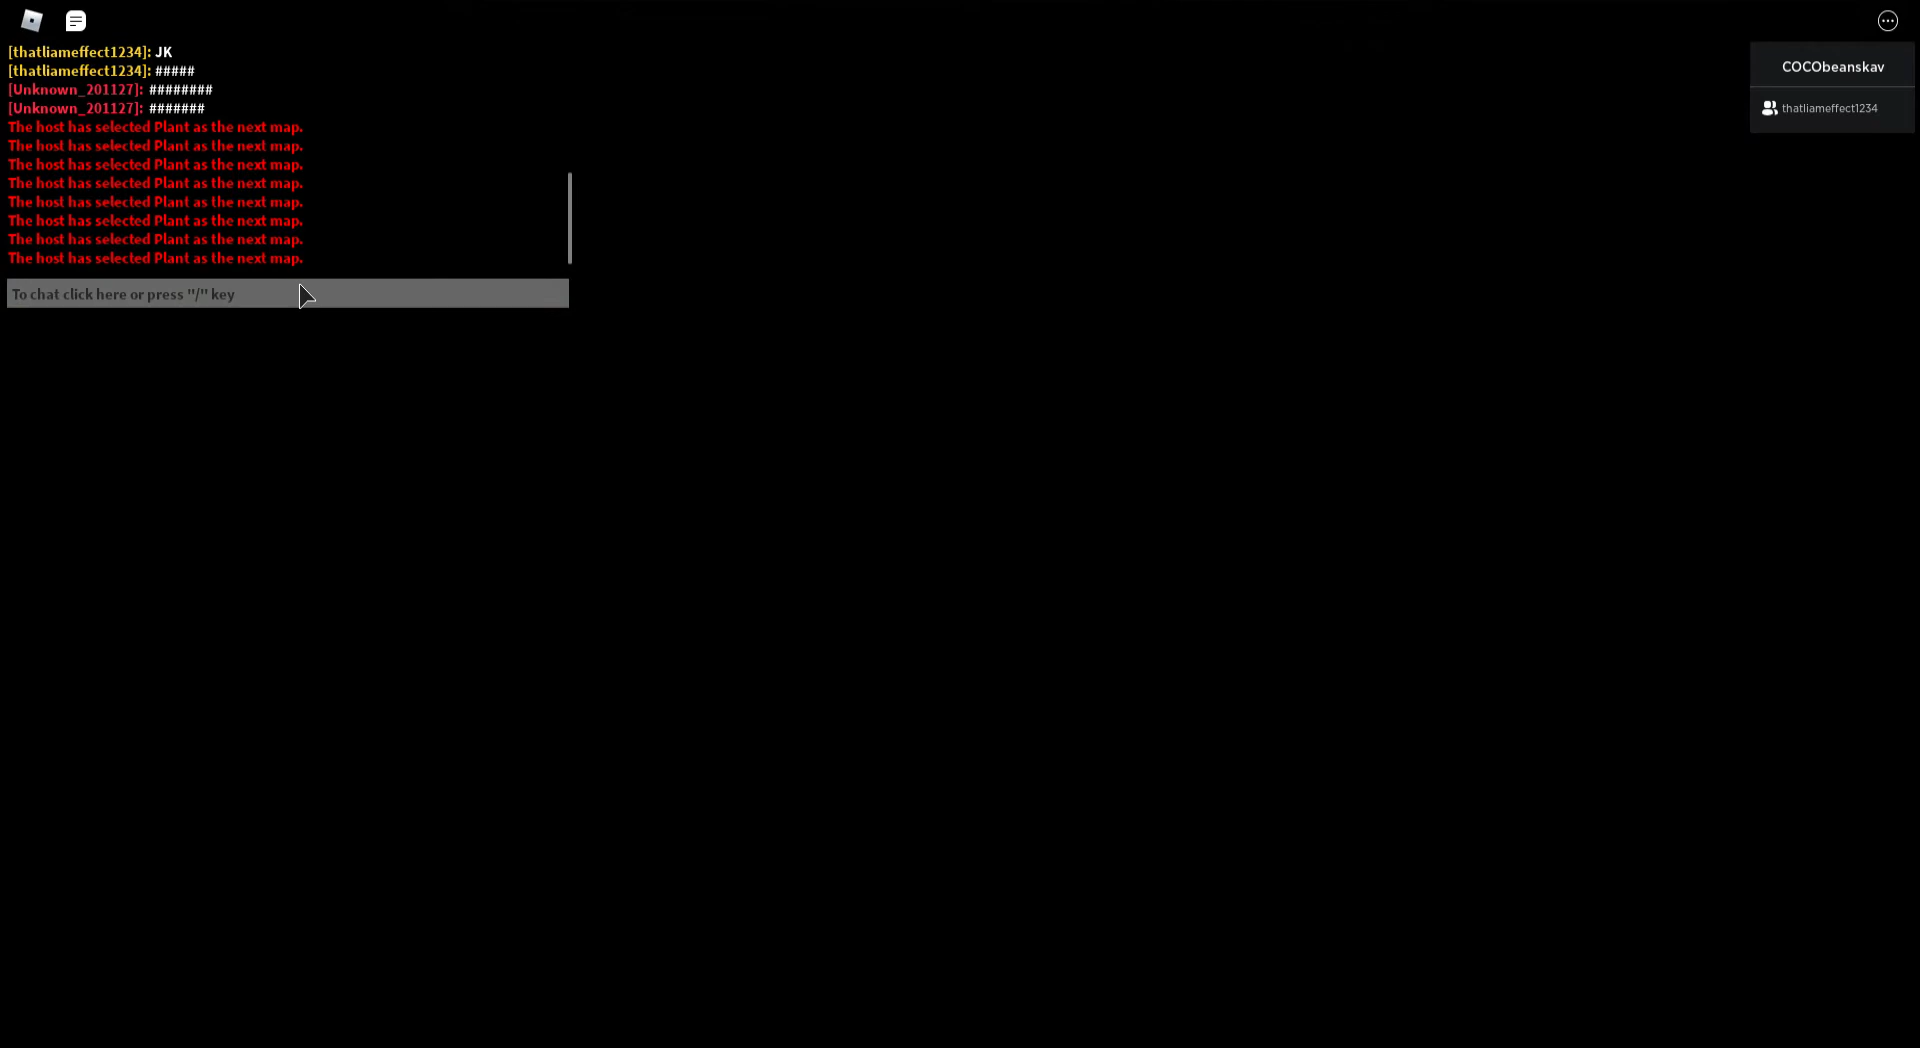 [thatliameffect1234]: JK
[thatliameffect1234]: #####
[Unknown_201127]: ########
[Unknown_201127]: #######
The host has selected Plant as the next map.
The host has selected Plant as the next map.
The host has selected Plant as the next map.
The host has selected Plant as the next map.
The host has selected Plant as the next map.
The host has selected Plant as the next map.
The host has selected Plant as the next map.
The host has selected Plant as the next map.
To chat click here or press "/" key
COCObeanskav
thatliameffect1234